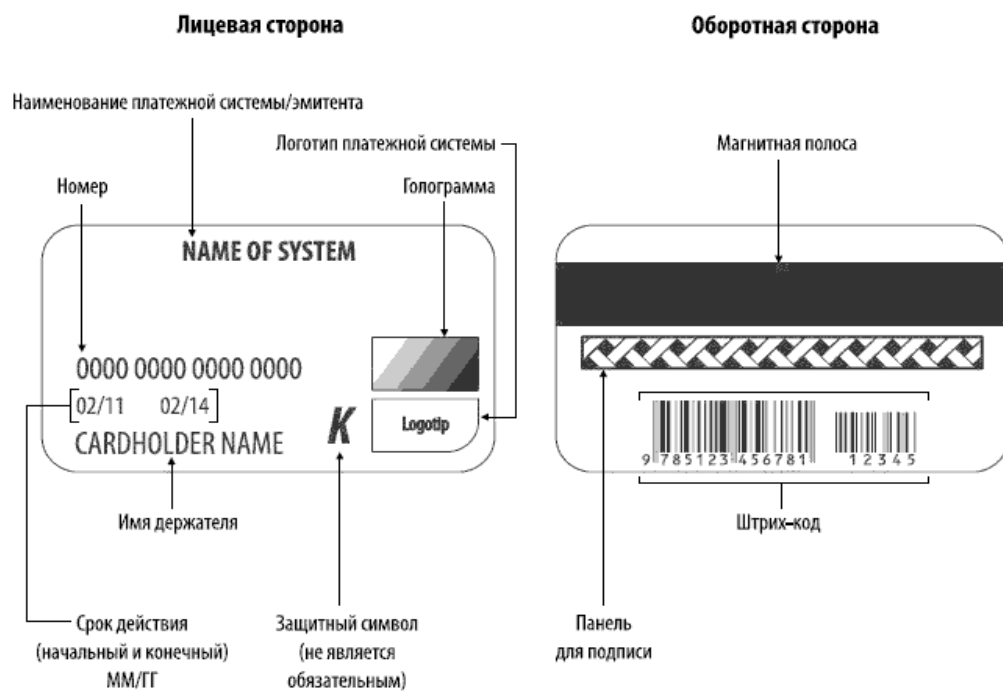 Лицевая сторона
Оборотная сторона
Наименование платежной системы/эмитента
Логотип платежной системы
Магнитная полоса
Номер
Голограмма
NAME OF SYSTEM
0000 0000 0000 0000
02/11 02/14
CARDHOLDER NAME
K
Logotip
9 785123 456781
12345
Имя держателя
Штрих-код
Срок действия
(начальный и конечный)
ММ/ГГ
Защитный символ
(не является
обязательным)
Панель
для подписи